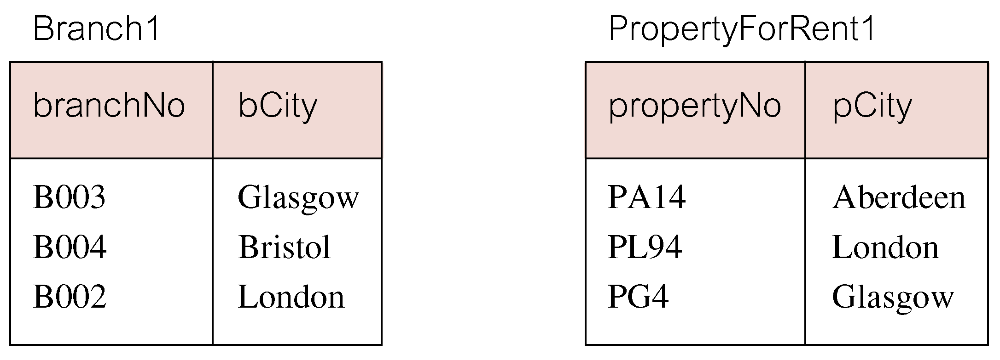 Branch1
branchNo bCity
B003 Glasgow
B004 Bristol
B002 London
PropertyForRent1
propertyNo pCity
PA14 Aberdeen
PL94 London
PG4 Glasgow